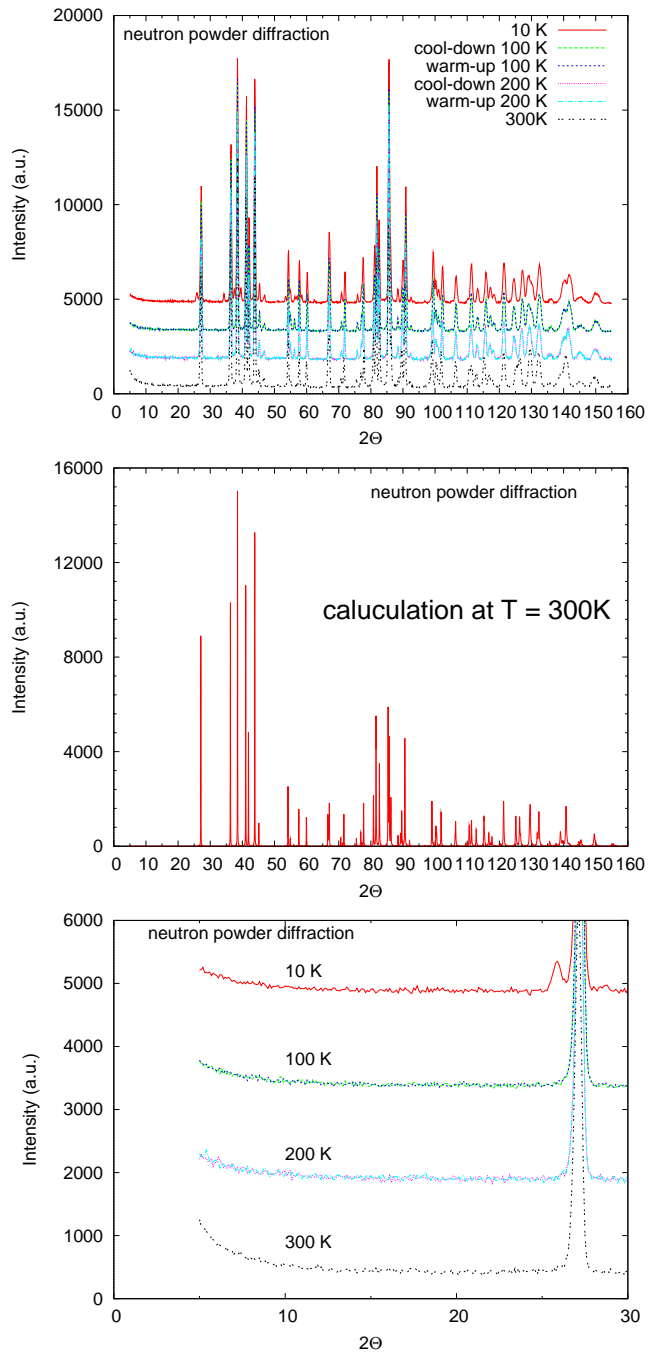 neutron powder diffraction
10 K
cool-down 100 K
warm-up 100 K
cool-down 200 K
warm-up 200 K
300K
20000
15000
10000
5000
0
Intensity (a.u.)
0 10 20 30 40 50 60 70 80 90 100 110 120 130 140 150 160
2Θ
neutron powder diffraction
caluculation at T = 300K
16000
12000
8000
4000
0
Intensity (a.u.)
0 10 20 30 40 50 60 70 80 90 100 110 120 130 140 150 160
2Θ
neutron powder diffraction
10 K
100 K
200 K
300 K
6000
5000
4000
3000
2000
1000
0
Intensity (a.u.)
0 10 20 30
2Θ